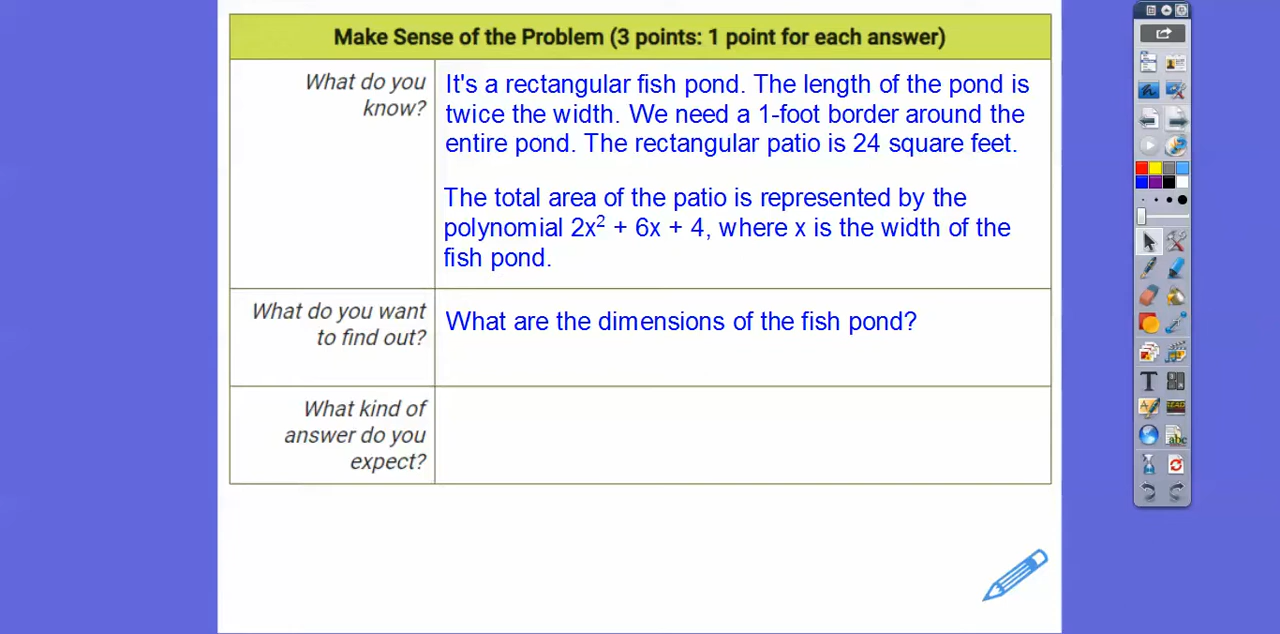 Make Sense of the Problem (3 points: 1 point for each answer)
What do you
know?
It's a rectangular fish pond. The length of the pond is
twice the width. We need a 1-foot border around the
entire pond. The rectangular patio is 24 square feet.
The total area of the patio is represented by the
polynomial 2x² + 6x + 4, where x is the width of the
fish pond.
What do you want
to find out?
What are the dimensions of the fish pond?
What kind of
answer do you
expect?
T
abc